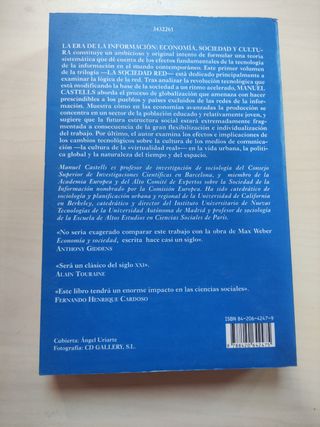 3432261
LA ERA DE LA INFORMACIÓN: ECONOMÍA, SOCIEDAD Y CULTU-
RA constituye un ambicioso y original intento de formular una teoría
sistemática que dé cuenta de los efectos fundamentales de la tecnología
de la información en el mundo contemporáneo. Este primer volumen
de la trilogía —LA SOCIEDAD RED— está dedicado principalmente a
examinar la lógica de la red. Tras analizar la revolución tecnológica que
está modificando la base de la sociedad a un ritmo acelerado, MANUEL
CASTELLS aborda el proceso de globalización que amenaza con hacer
prescindibles a los pueblos y países excluidos de las redes de la infor-
mación. Muestra cómo en las economías avanzadas la producción se
concentra en un sector de la población educado y relativamente joven, y
sugiere que la futura estructura social estará extremadamente fragmen-
tada a consecuencia de la gran flexibilización e individualización
del trabajo. Por último, el autor examina los efectos e implicaciones de
los cambios tecnológicos sobre la cultura de los medios de comunica-
ción —la cultura de la «virtualidad real»— en la vida urbana, la política
global y la naturaleza del tiempo y del espacio.
Manuel Castells es profesor de investigación del Consejo
Superior de Investigaciones Científicas en Barcelona, y miembro de la
Academia Europea y del Alto Comité de Expertos sobre la Sociedad de la
Información nombrado por la Comisión Europea. Ha sido catedrático de
sociología y planificación urbana y regional de la Universidad de California
en Berkeley, catedrático y director del Instituto Universitario de Nuevas
Tecnologías de la Universidad Autónoma de Madrid y profesor de sociología
de la Escuela de Altos Estudios en Ciencias Sociales de París.
«No sería exagerado comparar este trabajo con la obra de Max Weber
Economía y sociedad, escrita hace casi un siglo».
ANTHONY GIDDENS
«Será un clásico del siglo XXI».
ALAIN TOURAINE
«Este libro tendrá un enorme impacto en las ciencias sociales».
FERNANDO HENRIQUE CARDOSO
ISBN 84-206-4247-9
9 788420 642475
Cubierta: Ángel Uriarte
Fotografía: CD GALLERY, S.L.